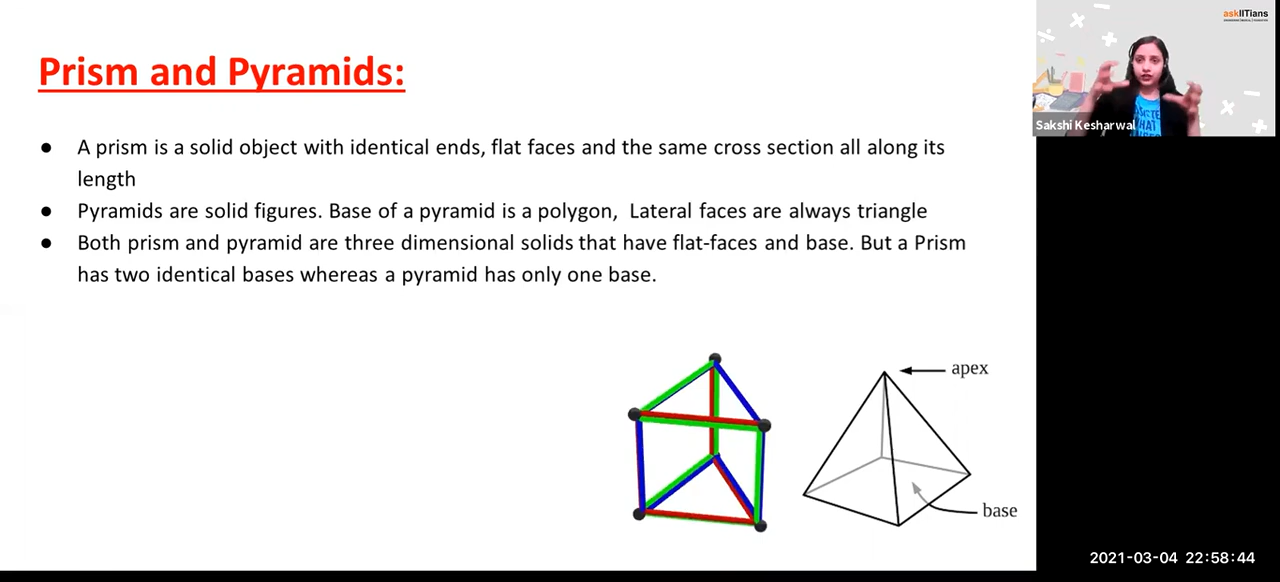 Prism and Pyramids:
● A prism is a solid object with identical ends, flat faces and the same cross section all along its
length
● Pyramids are solid figures. Base of a pyramid is a polygon, Lateral faces are always triangle
● Both prism and pyramid are three dimensional solids that have flat-faces and base. But a Prism
has two identical bases whereas a pyramid has only one base.
apex
base
askIITians
Sakshi Kesharwal
2021-03-04 22:58:44